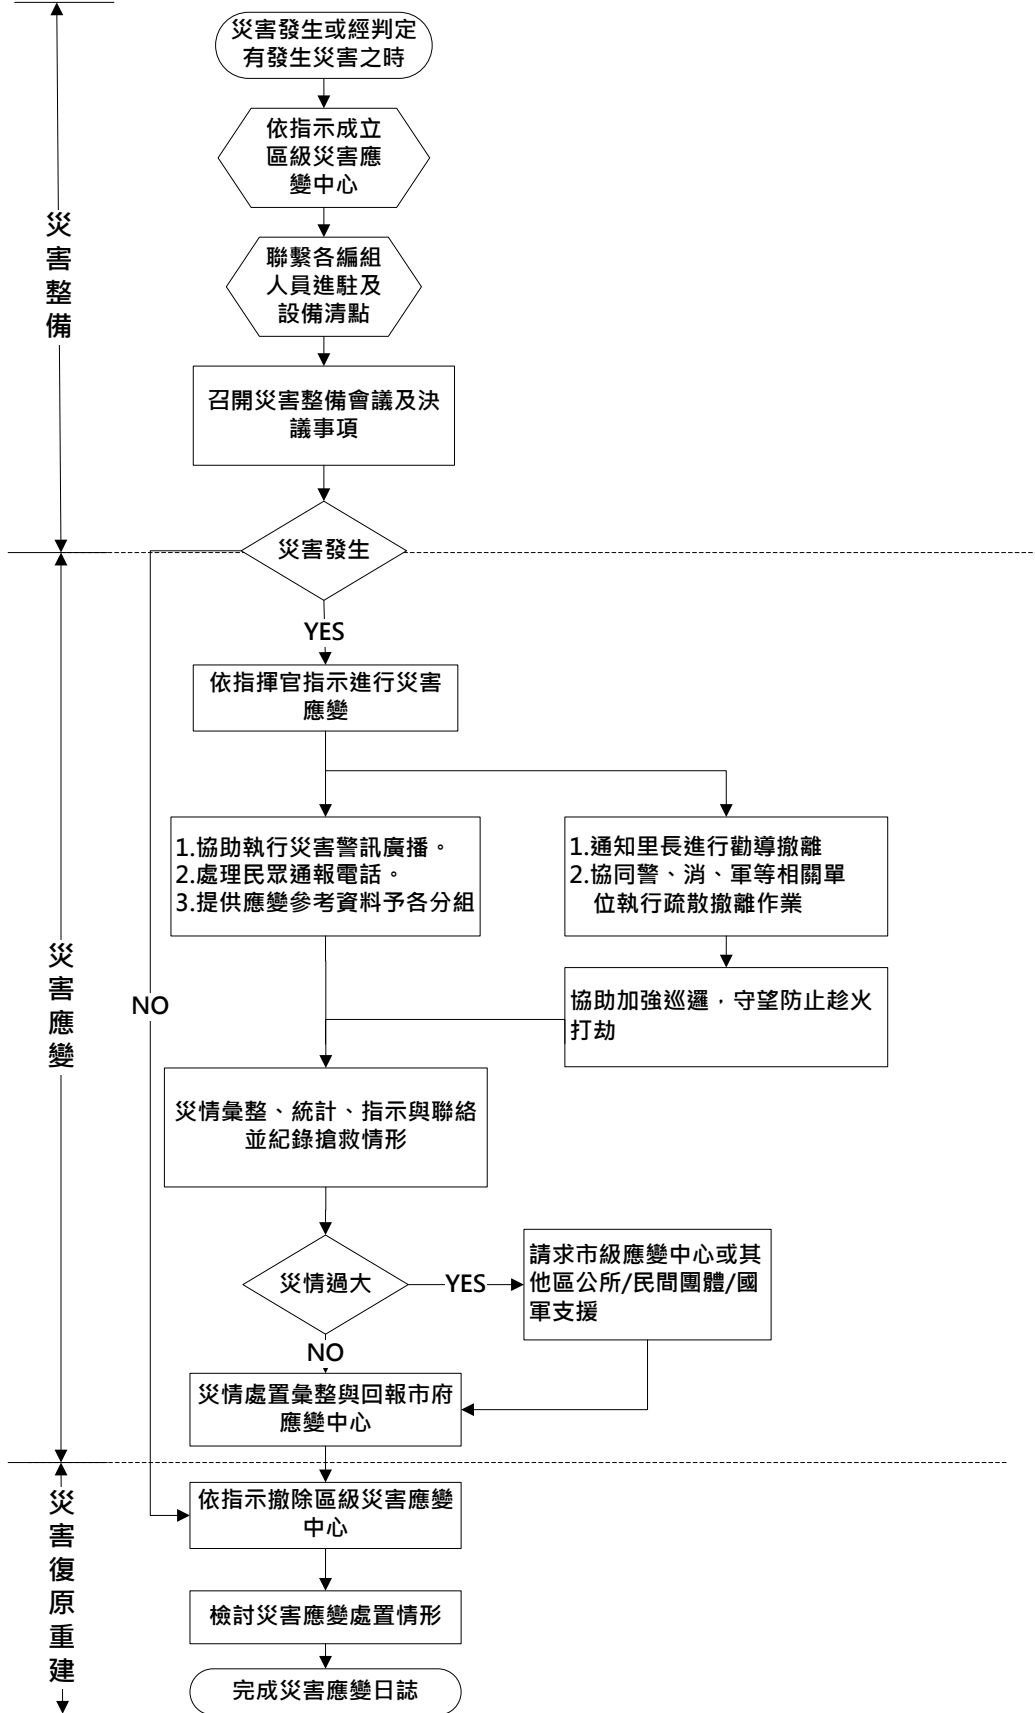 災害發生或經判定
有發生災害之時
依指示成立
區級災害應
變中心
災害整備
聯繫各編組
人員進駐及
設備清點
召開災害整備會議及決
議事項
災害發生
YES
依指揮官指示進行災害
應變
1.協助執行災害警訊廣播。
2.處理民眾通報電話。
3.提供應變參考資料予各分組
1.通知里長進行勸導撤離
2.協同警、消、軍等相關單
位執行疏散撤離作業
災害應變
NO
協助加強巡邏，守望防止趁火
打劫
災情彙整、統計、指示與聯絡
並紀錄搶救情形
災情過大
YES
請求市級應變中心或其
他區公所/民間團體/國
軍支援
NO
災情處置彙整與回報市府
應變中心
災害復原重建
依指示撤除區級災害應變
中心
檢討災害應變處置情形
完成災害應變日誌